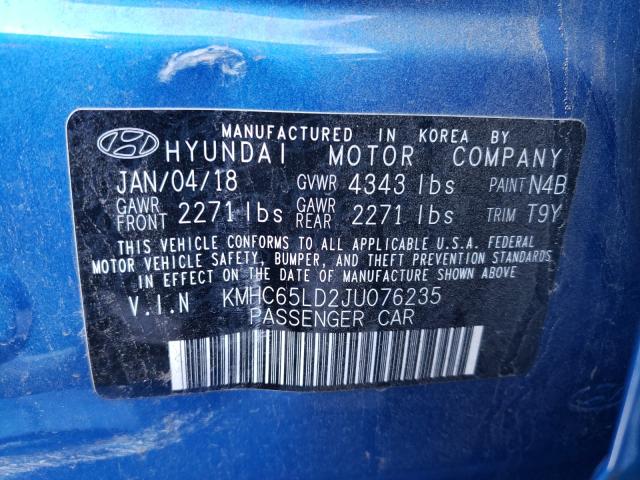 MANUFACTURED IN KOREA BY
HYUNDAI MOTOR COMPANY
JAN/04/18 GVWR 4343 lbs PAINT N4B
GAWR FRONT 2271 lbs GAWR REAR 2271 lbs TRIM T9Y
THIS VEHICLE CONFORMS TO ALL APPLICABLE U.S.A. FEDERAL
MOTOR VEHICLE SAFETY, BUMPER, AND THEFT PREVENTION STANDARDS
IN EFFECT ON THE DATE OF MANUFACTURE SHOWN ABOVE
V.I.N KMHC65LD2JU076235
PASSENGER CAR